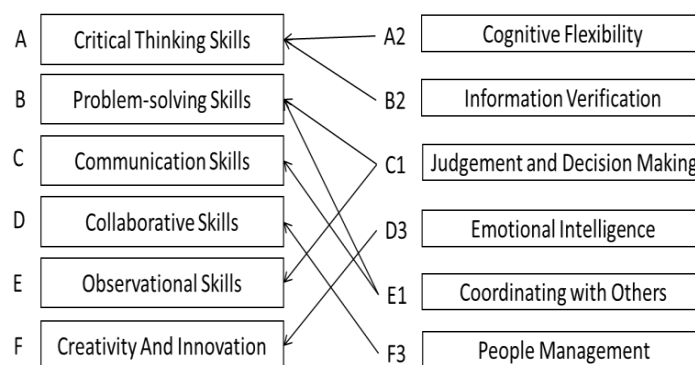 A Critical Thinking Skills A2 Cognitive Flexibility
B Problem-solving Skills B2 Information Verification
C Communication Skills C1 Judgement and Decision Making
D Collaborative Skills D3 Emotional Intelligence
E Observational Skills E1 Coordinating with Others
F Creativity And Innovation F3 People Management